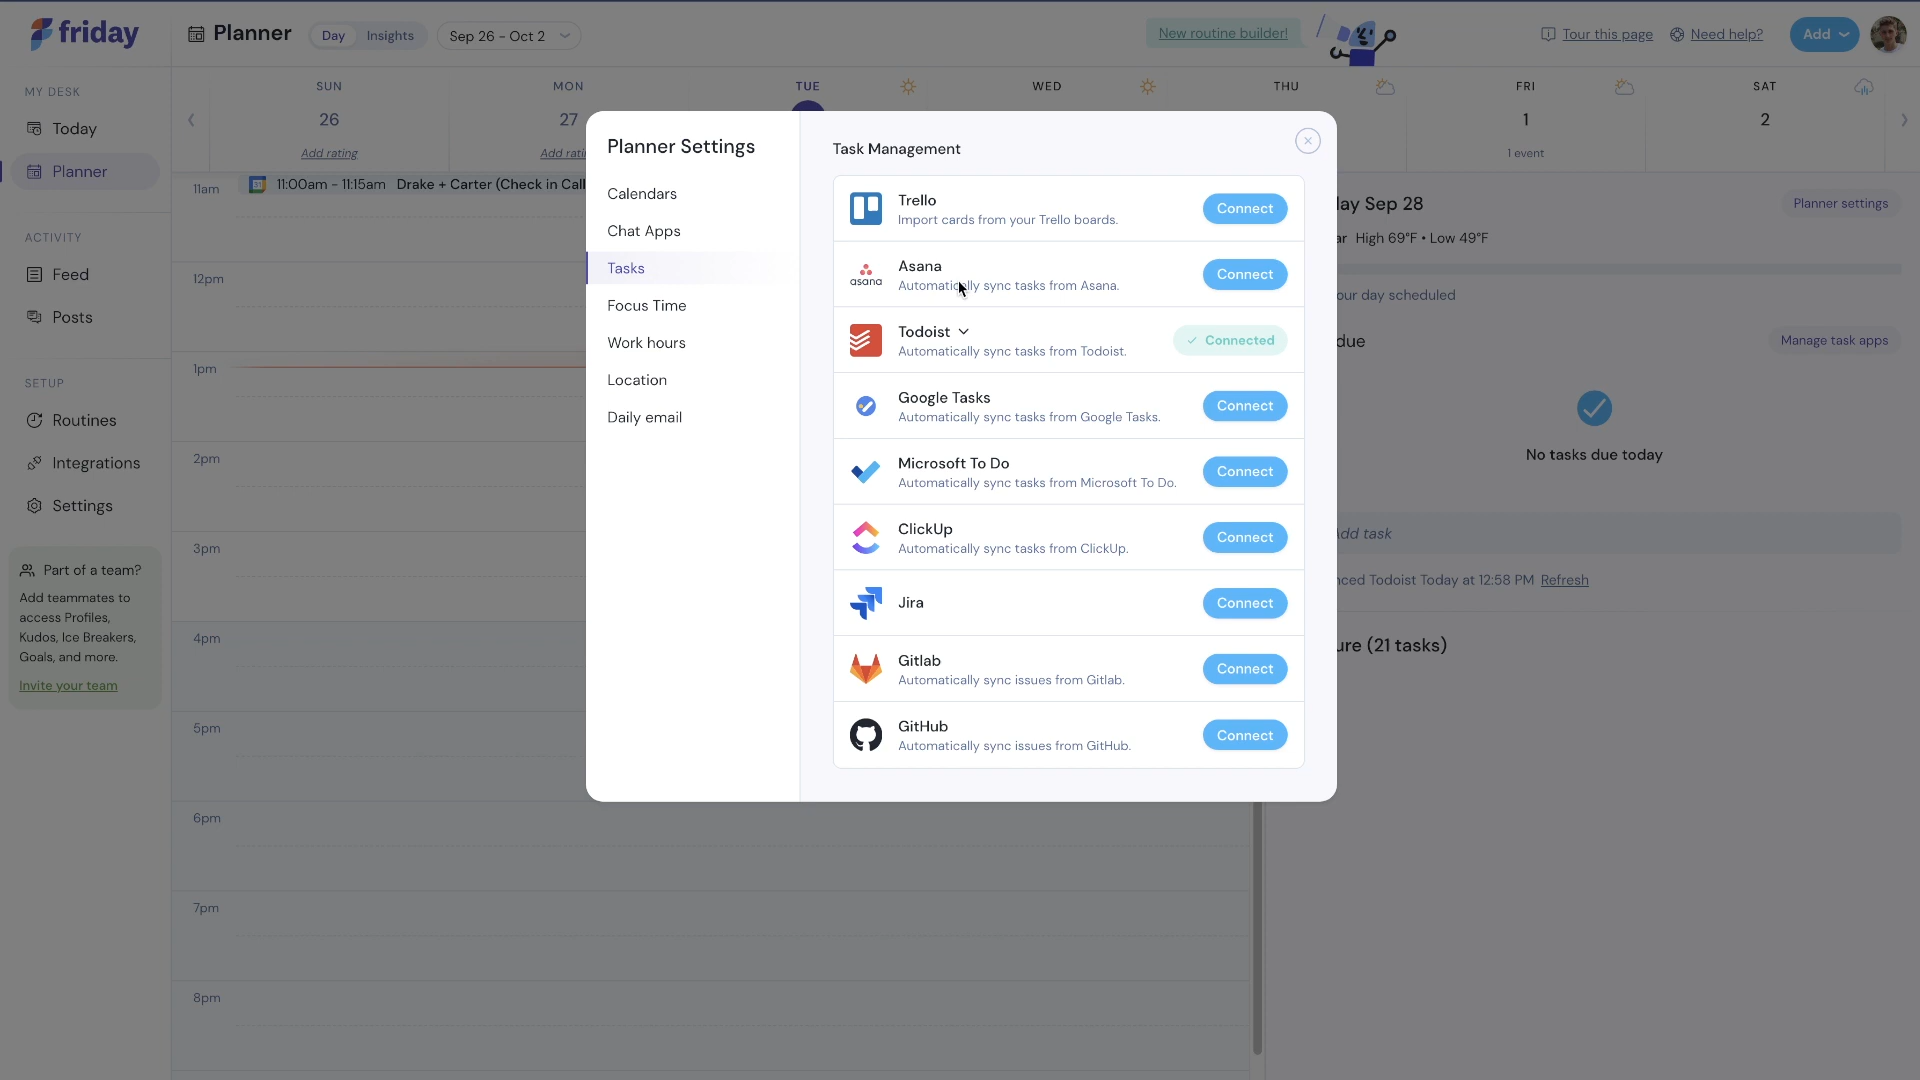 friday
Planner
Day
Insights
Sep 26 - Oct 2
New routine builder!
Tour this page
Need help?
Add
MY DESK
Today
Planner
ACTIVITY
Feed
Posts
SETUP
Routines
Integrations
Settings
Part of a team?
Add teammates to
access Profiles,
Kudos, Ice Breakers,
Goals, and more.
Invite your team
SUN
MON
TUE
WED
THU
FRI
SAT
26
27
1
2
Add rating
Add
1 event
11am
11:00am - 11:15am Drake + Carter (Check in Call
12pm
1pm
2pm
3pm
4pm
5pm
6pm
7pm
8pm
Planner Settings
Calendars
Chat Apps
Tasks
Focus Time
Work hours
Location
Daily email
Task Management
Trello
Import cards from your Trello boards.
Connect
asana
Asana
Automatically sync tasks from Asana.
Connect
Todoist
Automatically sync tasks from Todoist.
Connected
Google Tasks
Automatically sync tasks from Google Tasks.
Connect
Microsoft To Do
Automatically sync tasks from Microsoft To Do.
Connect
ClickUp
Automatically sync tasks from ClickUp.
Connect
Jira
Connect
Gitlab
Automatically sync issues from Gitlab.
Connect
GitHub
Automatically sync issues from GitHub.
Connect
Sep 28
Planner settings
High 69°F • Low 49°F
day scheduled
due
Manage task apps
No tasks due today
task
Todoist Today at 12:58 PM Refresh
(21 tasks)